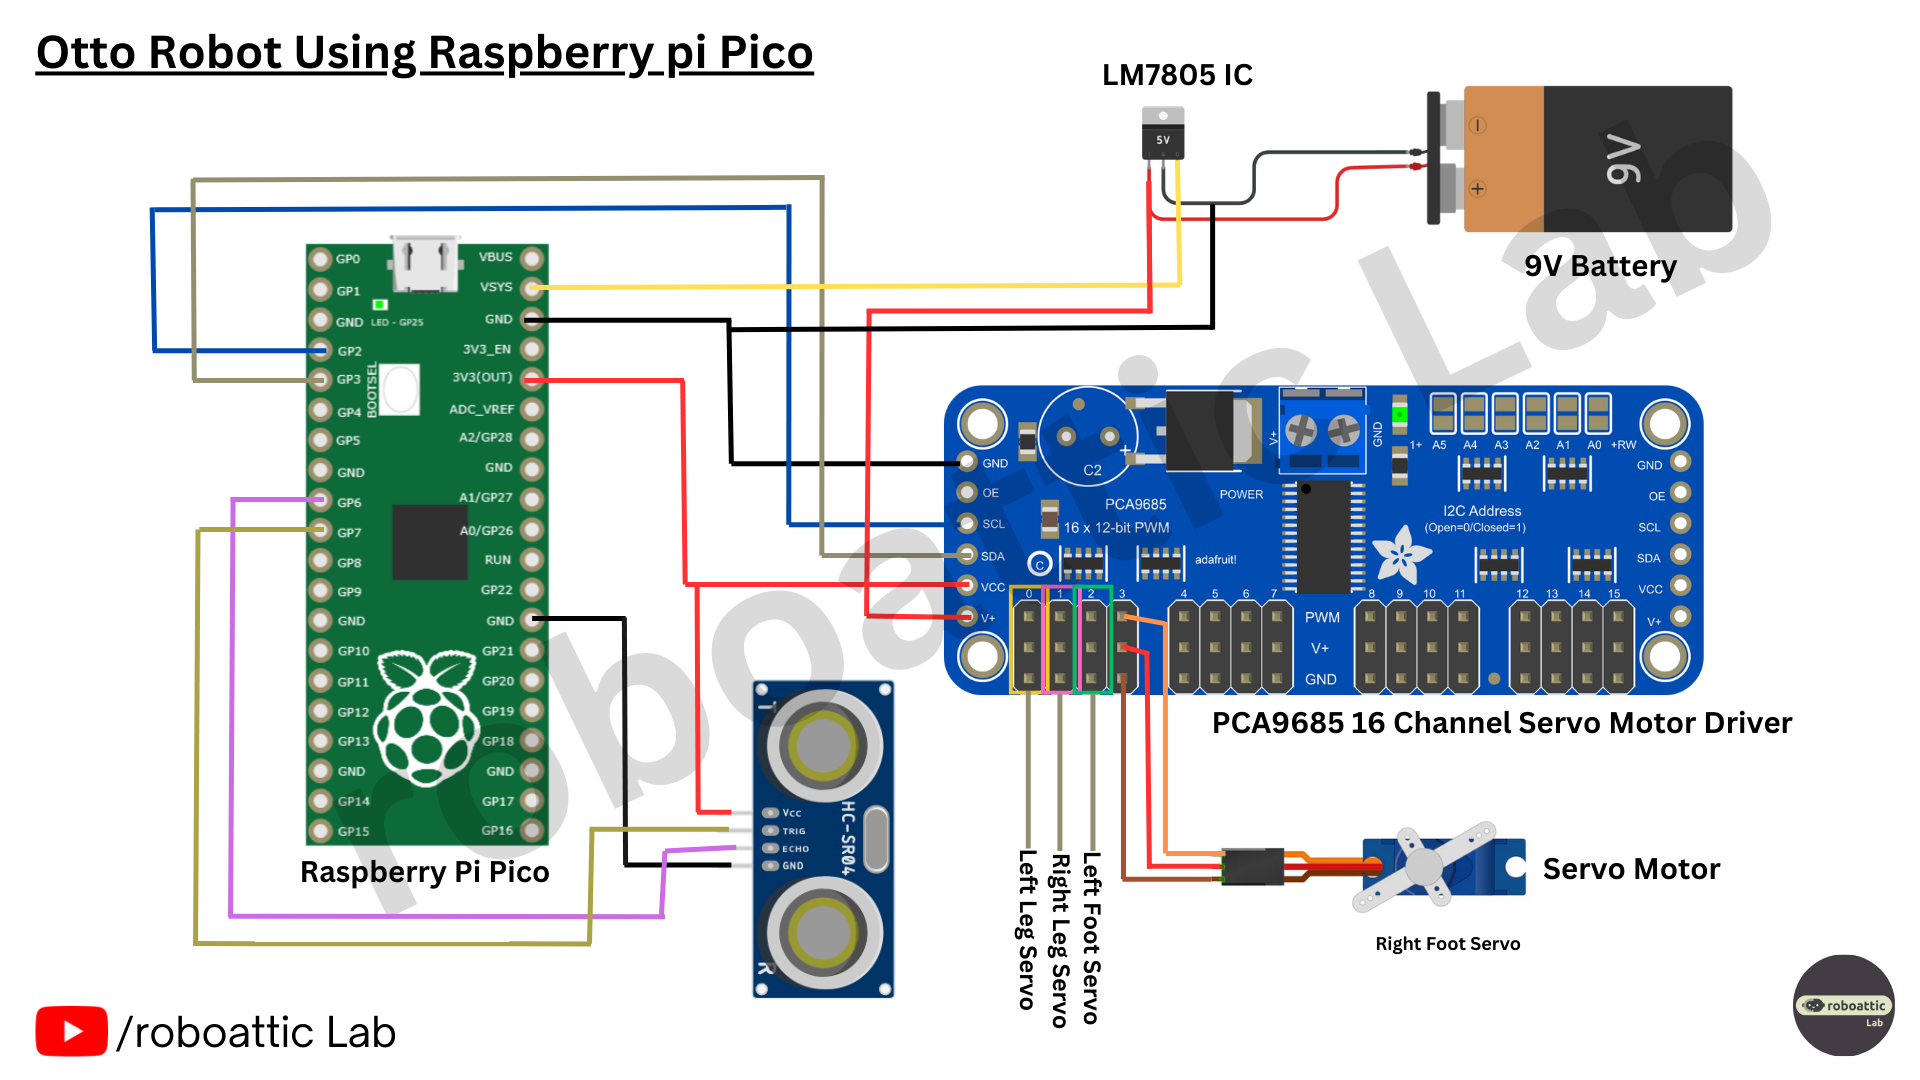 Otto Robot Using Raspberry pi Pico
LM7805 IC
5V
9V
9V Battery
GP0
GP1
GND
GP2
GP3
GP4
GP5
GND
GP6
GP7
GP8
GP9
GND
GP10
GP11
GP12
GP13
GND
GP14
GP15
LED - GP25
BOOTSEL
VBUS
VSYS
GND
3V3_EN
3V3(OUT)
ADC_VREF
A2/GP28
GND
A1/GP27
A0/GP26
RUN
GP22
GND
GP21
GP20
GP19
GP18
GND
GP17
GP16
Raspberry Pi Pico
GND
OE
SCL
SDA
VCC
V+
C2
+
PCA9685
16 x 12-bit PWM
C
adafruit!
POWER
V+
GND
1+ A5 A4 A3 A2 A1 A0 +RW
I2C Address
(Open=0/Closed=1)
GND
OE
SCL
SDA
VCC
V+
0 1 2 3 4 5 6 7 8 9 10 11 12 13 14 15
PWM
V+
GND
PCA9685 16 Channel Servo Motor Driver
T
HC-SR04
Vcc
TRIG
ECHO
GND
R
Left Leg Servo
Right Leg Servo
Left Foot Servo
Servo Motor
Right Foot Servo
roboattic Lab
/roboattic Lab
roboattic
Lab